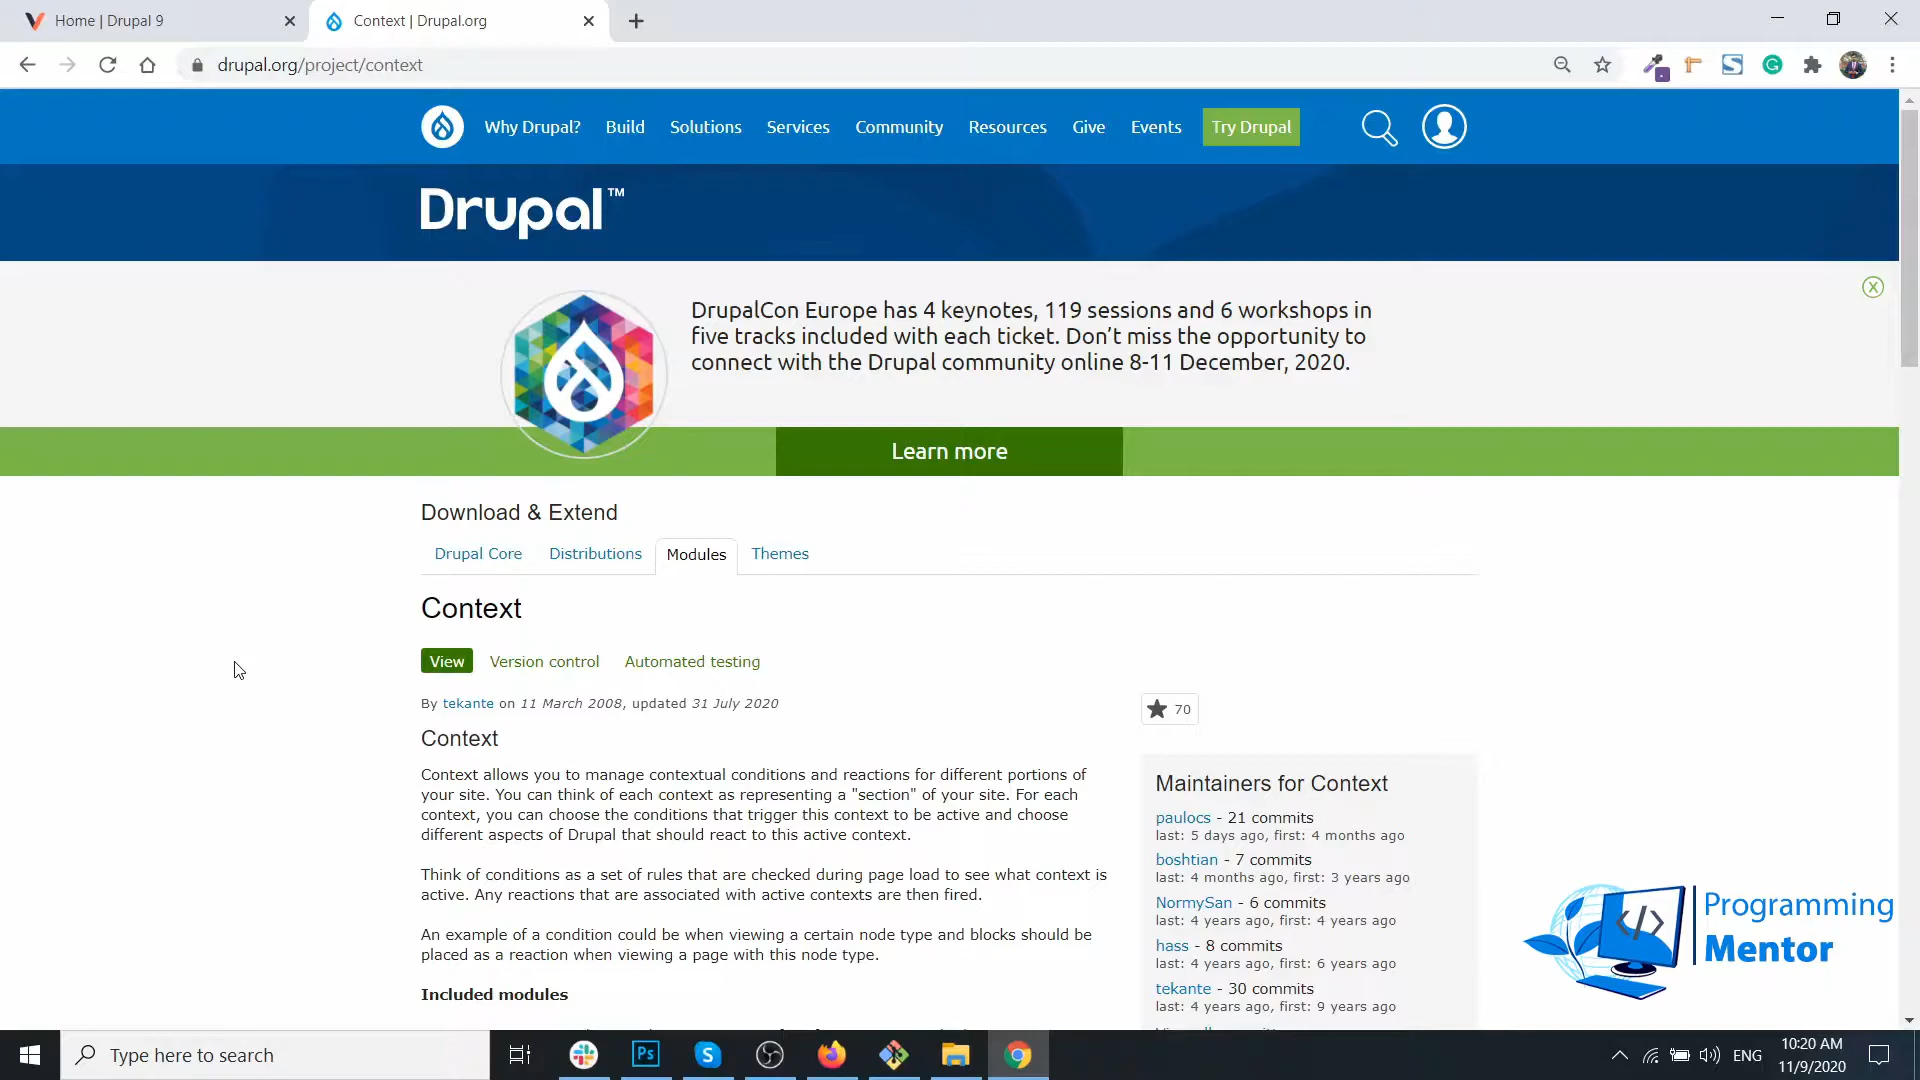 Home | Drupal 9
Context | Drupal.org
drupal.org/project/context
Why Drupal?
Build
Solutions
Services
Community
Resources
Give
Events
Try Drupal
Drupal™
DrupalCon Europe has 4 keynotes, 119 sessions and 6 workshops in
five tracks included with each ticket. Don't miss the opportunity to
connect with the Drupal community online 8-11 December, 2020.
Learn more
Download & Extend
Drupal Core
Distributions
Modules
Themes
Context
View
Version control
Automated testing
By tekante on 11 March 2008, updated 31 July 2020
70
Context
Context allows you to manage contextual conditions and reactions for different portions of
your site. You can think of each context as representing a "section" of your site. For each
context, you can choose the conditions that trigger this context to be active and choose
different aspects of Drupal that should react to this active context.
Think of conditions as a set of rules that are checked during page load to see what context is
active. Any reactions that are associated with active contexts are then fired.
An example of a condition could be when viewing a certain node type and blocks should be
placed as a reaction when viewing a page with this node type.
Included modules
Maintainers for Context
paulocs - 21 commits
last: 5 days ago, first: 4 months ago
boshtian - 7 commits
last: 4 months ago, first: 3 years ago
NormySan - 6 commits
last: 4 years ago, first: 4 years ago
hass - 8 commits
last: 4 years ago, first: 6 years ago
tekante - 30 commits
last: 4 years ago, first: 9 years ago
</>
Programming
Mentor
Type here to search
Ps
ENG
10:20 AM
11/9/2020